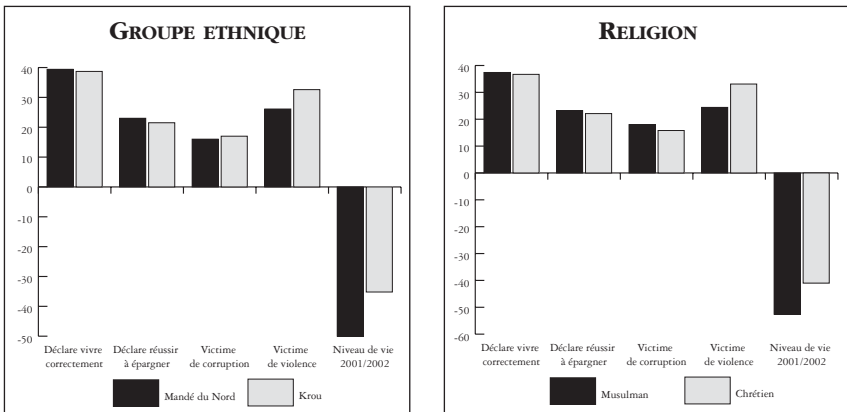 GROUPE ETHNIQUE
40
30
20
10
0
-10
-20
-30
-40
-50
Déclare vivre correctement
Déclare réussir à épargner
Victime de corruption
Victime de violence
Niveau de vie 2001/2002
Mandé du Nord
Krou
RELIGION
40
30
20
10
0
-10
-20
-30
-40
-50
-60
Déclare vivre correctement
Déclare réussir à épargner
Victime de corruption
Victime de violence
Niveau de vie 2001/2002
Musulman
Chrétien